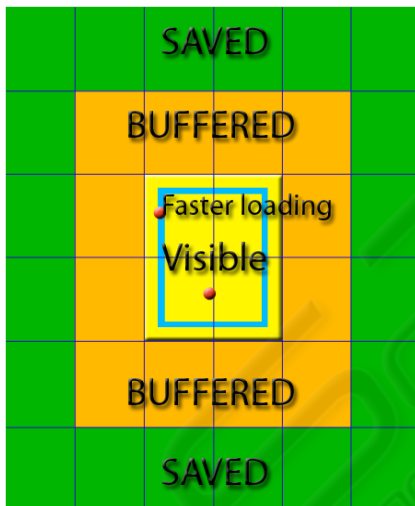 SAVED
BUFFERED
Faster loading
Visible
BUFFERED
SAVED